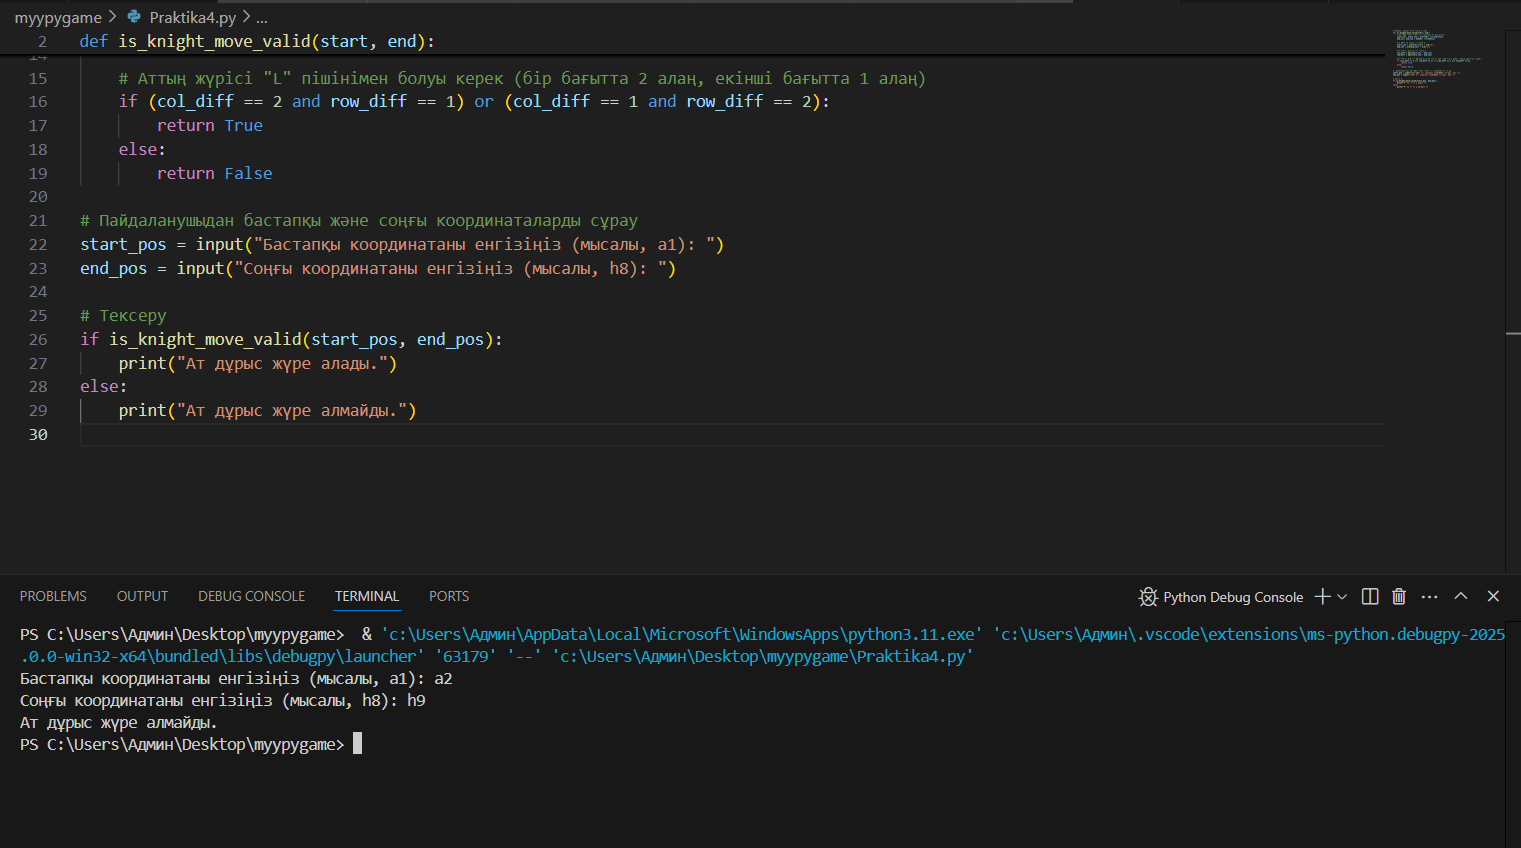 myypygame > Praktika4.py > ...
2 def is_knight_move_valid(start, end):
14
15 # Аттың жүрісі "L" пішінімен болуы керек (бір бағытта 2 алаң, екінші бағытта 1 алаң)
16 if (col_diff == 2 and row_diff == 1) or (col_diff == 1 and row_diff == 2):
17 return True
18 else:
19 return False
20
21 # Пайдаланушыдан бастапқы және соңғы координаталарды сұрау
22 start_pos = input("Бастапқы координатаны енгізіңіз (мысалы, a1): ")
23 end_pos = input("Соңғы координатаны енгізіңіз (мысалы, h8): ")
24
25 # Тексеру
26 if is_knight_move_valid(start_pos, end_pos):
27 print("Ат дұрыс жүре алады.")
28 else:
29 print("Ат дұрыс жүре алмайды.")
30
PROBLEMS OUTPUT DEBUG CONSOLE TERMINAL PORTS Python Debug Console
PS C:\Users\Админ\Desktop\myypygame> & 'c:\Users\Админ\AppData\Local\Microsoft\WindowsApps\python3.11.exe' 'c:\Users\Админ\.vscode\extensions\ms-python.debugpy-2025
.0.0-win32-x64\bundled\libs\debugpy\launcher' '63179' '--' 'c:\Users\Админ\Desktop\myypygame\Praktika4.py'
Бастапқы координатаны енгізіңіз (мысалы, a1): a2
Соңғы координатаны енгізіңіз (мысалы, h8): h9
Ат дұрыс жүре алмайды.
PS C:\Users\Админ\Desktop\myypygame>